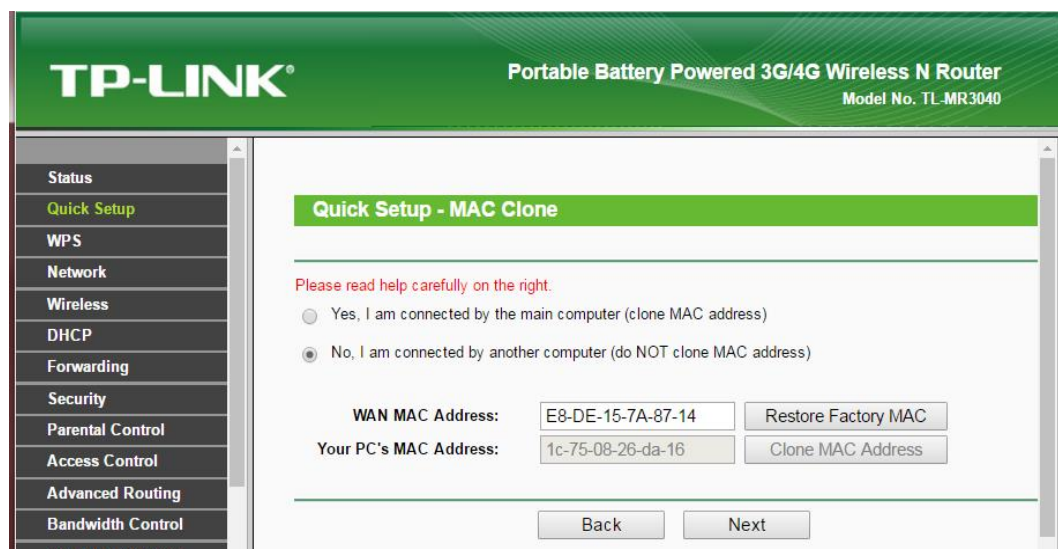 TP-LINK®
Portable Battery Powered 3G/4G Wireless N Router
Model No. TL-MR3040
Status
Quick Setup
WPS
Network
Wireless
DHCP
Forwarding
Security
Parental Control
Access Control
Advanced Routing
Bandwidth Control
Quick Setup - MAC Clone
Please read help carefully on the right.
Yes, I am connected by the main computer (clone MAC address)
No, I am connected by another computer (do NOT clone MAC address)
WAN MAC Address: E8-DE-15-7A-87-14 Restore Factory MAC
Your PC's MAC Address: 1c-75-08-26-da-16 Clone MAC Address
Back Next